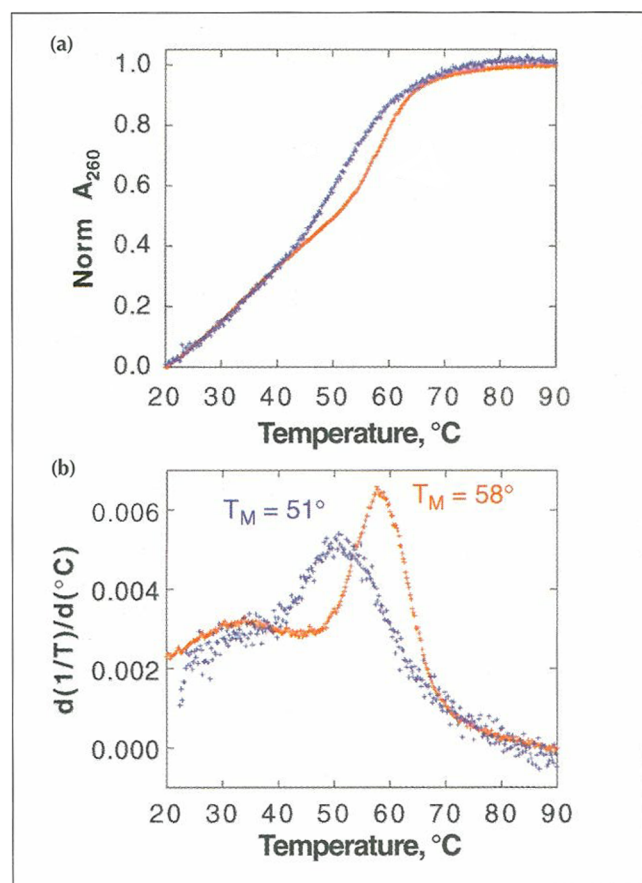 (a)
Norm A₂₆₀
1.0
0.8
0.6
0.4
0.2
0.0
20 30 40 50 60 70 80 90
Temperature, °C
(b)
d(1/T)/d(°C)
0.006
0.004
0.002
0.000
T_M = 51°
T_M = 58°
20 30 40 50 60 70 80 90
Temperature, °C